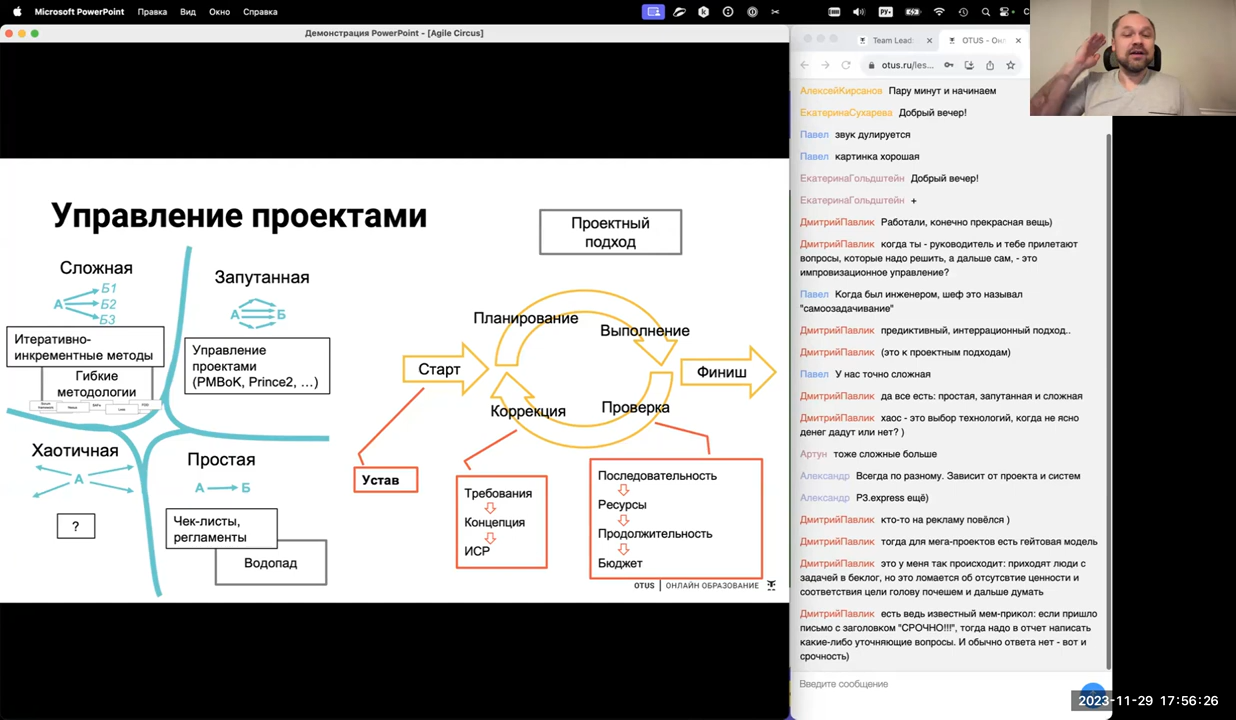 Microsoft PowerPoint Правка Вид Окно Справка
Демонстрация PowerPoint - [Agile Circus]
Управление проектами
Сложная
А
Б1
Б2
Б3
Итеративно-
инкрементные методы
Гибкие
методологии
Запутанная
А Б
Управление
проектами
(PMBoK, Prince2, ...)
Хаотичная
А
?
Простая
А Б
Чек-листы,
регламенты
Водопад
Проектный
подход
Планирование
Выполнение
Старт
Финиш
Коррекция
Проверка
Устав
Требования
Концепция
ИСР
Последовательность
Ресурсы
Продолжительность
Бюджет
OTUS | ОНЛАЙН ОБРАЗОВАНИЕ
Team Lead:
OTUS - Онл
otus.ru/les...
АлексейКирсанов Пару минут и начинаем
ЕкатеринаСухарева Добрый вечер!
Павел звук дулируется
Павел картинка хорошая
ЕкатеринаГольдштейн Добрый вечер!
ЕкатеринаГольдштейн +
ДмитрийПавлик Работали, конечно прекрасная вещь)
ДмитрийПавлик когда ты - руководитель и тебе прилетают
вопросы, которые надо решить, а дальше сам, - это
импровизационное управление?
Павел Когда был инженером, шеф это называл
"самоозадачивание"
ДмитрийПавлик предиктивный, интеррационный подход..
ДмитрийПавлик (это к проектным подходам)
Павел У нас точно сложная
ДмитрийПавлик да все есть: простая, запутанная и сложная
ДмитрийПавлик хаос - это выбор технологий, когда не ясно
денег дадут или нет? )
Артун тоже сложные больше
Александр Всегда по разному. Зависит от проекта и систем
Александр P3.express ещё)
ДмитрийПавлик кто-то на рекламу повёлся )
ДмитрийПавлик тогда для мега-проектов есть гейтовая модель
ДмитрийПавлик это у меня так происходит: приходят люди с
задачей в беклог, но это ломается об отсутсвтие ценности и
соответствия цели голову почешем и дальше думать
ДмитрийПавлик есть ведь известный мем-прикол: если пришло
письмо с заголовком "СРОЧНО!!!", тогда надо в отчет написать
какие-либо уточняющие вопросы. И обычно ответа нет - вот и
срочность)
Введите сообщение
2023-11-29 17:56:26